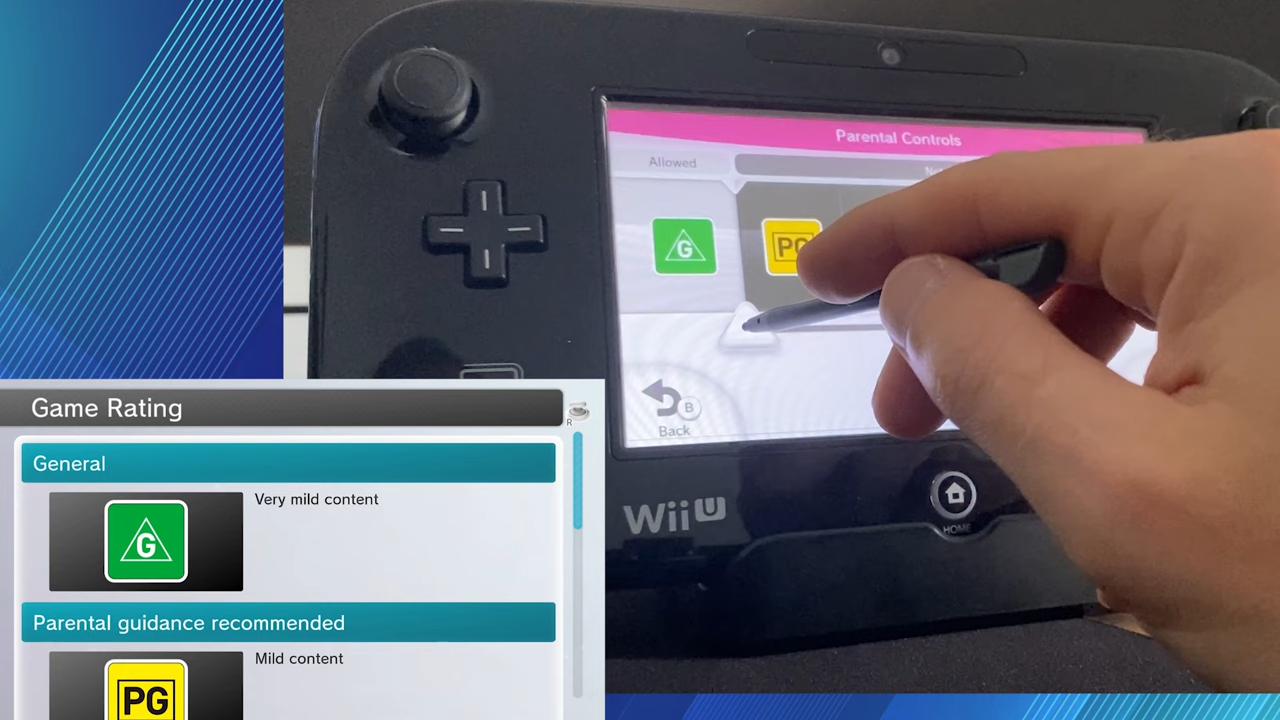 Parental Controls
Allowed
G
PG
B
Back
Wii U
HOME
Game Rating
R
General
G
Very mild content
Parental guidance recommended
PG
Mild content